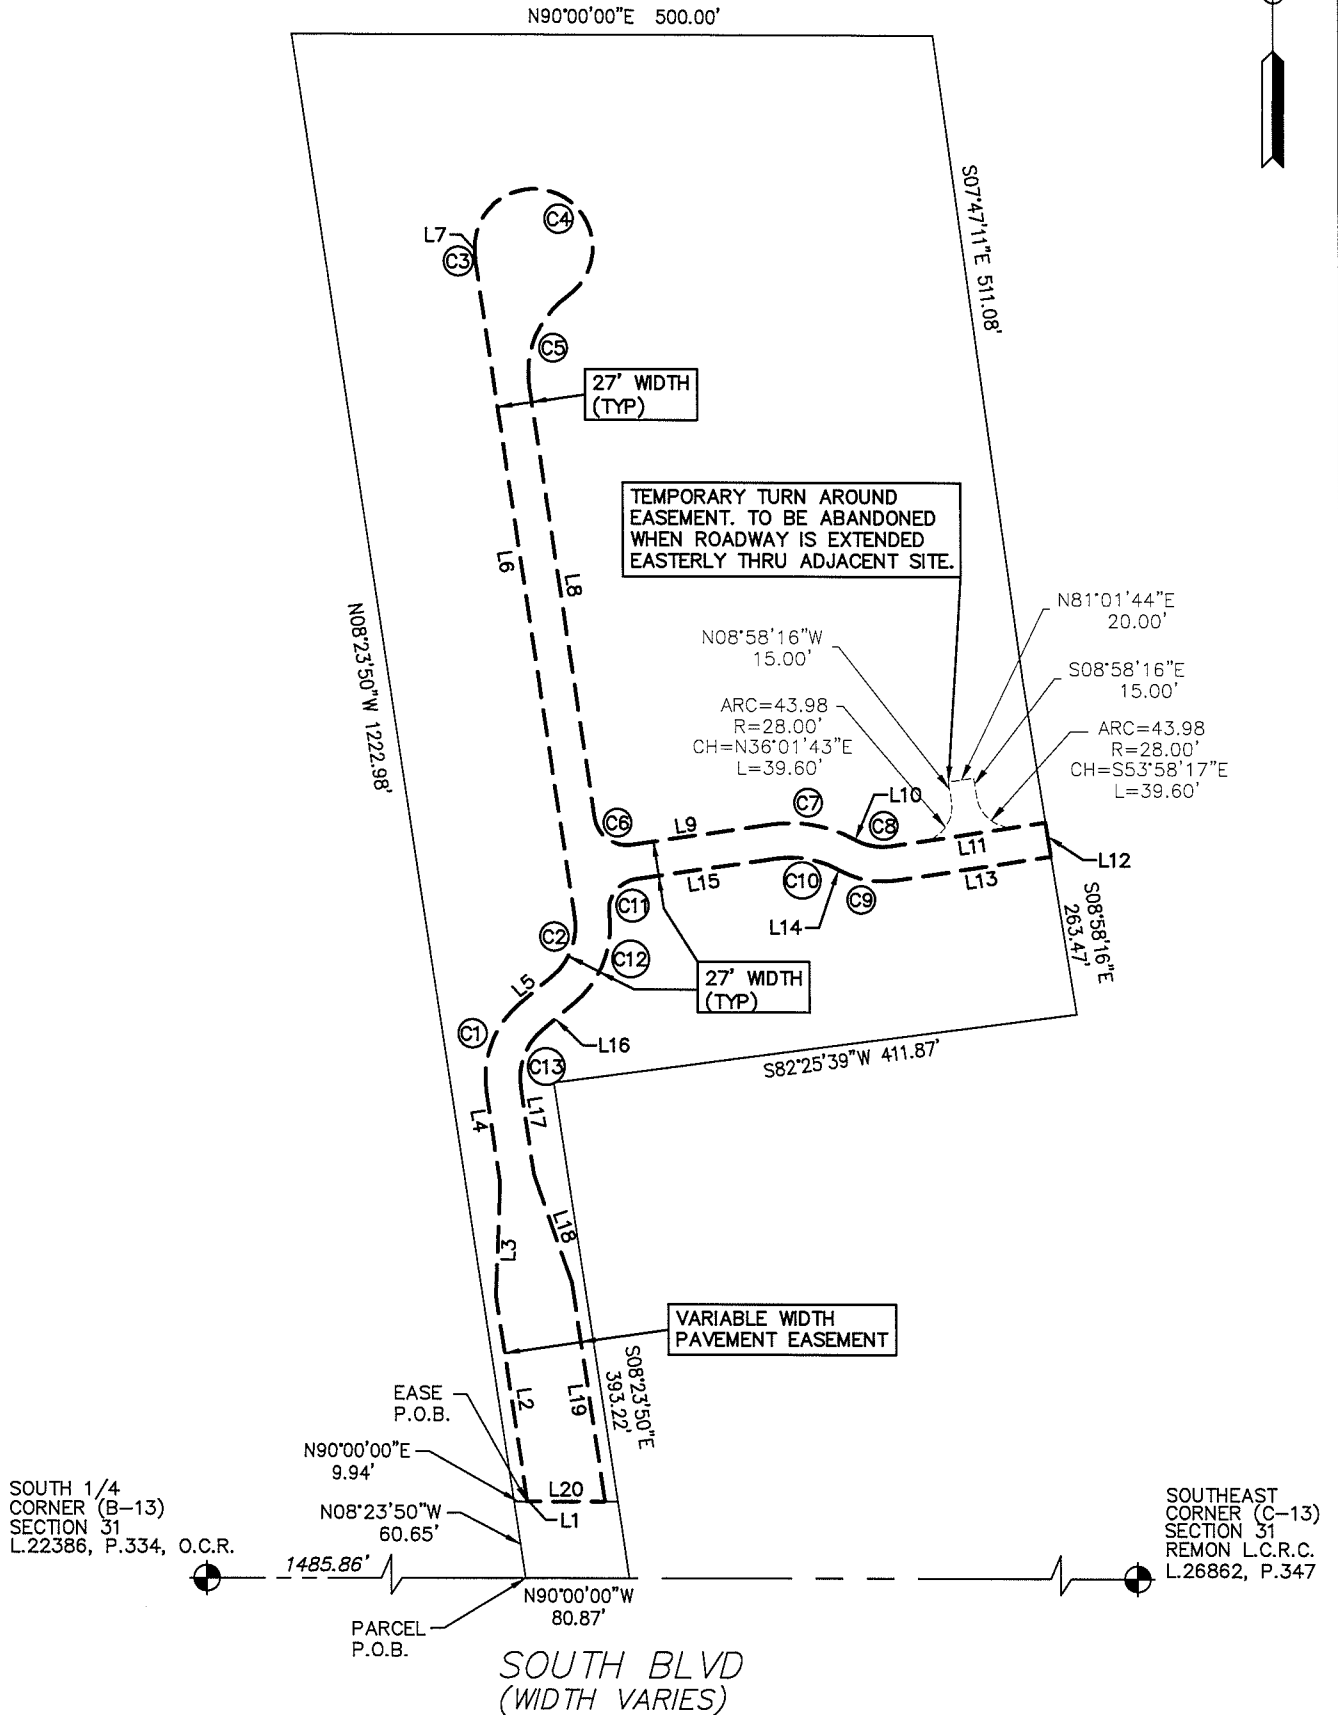 N90°00'00"E 500.00'
S07°47'11"E 511.08'
C4
L7
C3
C5
27' WIDTH
(TYP)
TEMPORARY TURN AROUND
EASEMENT. TO BE ABANDONED
WHEN ROADWAY IS EXTENDED
EASTERLY THRU ADJACENT SITE.
L6
L8
N81°01'44"E
20.00'
N08°58'16"W
15.00'
S08°58'16"E
15.00'
ARC=43.98
R=28.00'
CH=N36°01'43"E
L=39.60'
ARC=43.98
R=28.00'
CH=S53°58'17"E
L=39.60'
N08°23'50"W 1222.98'
C7
L10
C6
L9
C8
L11
L12
L15
C10
L13
C9
C11
L14
S08°58'16"E
263.47'
C2
C12
27' WIDTH
(TYP)
L5
C1
L16
C13
S82°25'39"W 411.87'
L4
L17
L18
L3
VARIABLE WIDTH
PAVEMENT EASEMENT
S08°23'50"E
393.22'
L2
L19
EASE
P.O.B.
N90°00'00"E
9.94'
L20
L1
N08°23'50"W
60.65'
SOUTH 1/4
CORNER (B-13)
SECTION 31
L.22386, P.334, O.C.R.
SOUTHEAST
CORNER (C-13)
SECTION 31
REMON L.C.R.C.
L.26862, P.347
1485.86'
N90°00'00"W
80.87'
PARCEL
P.O.B.
SOUTH BLVD
(WIDTH VARIES)